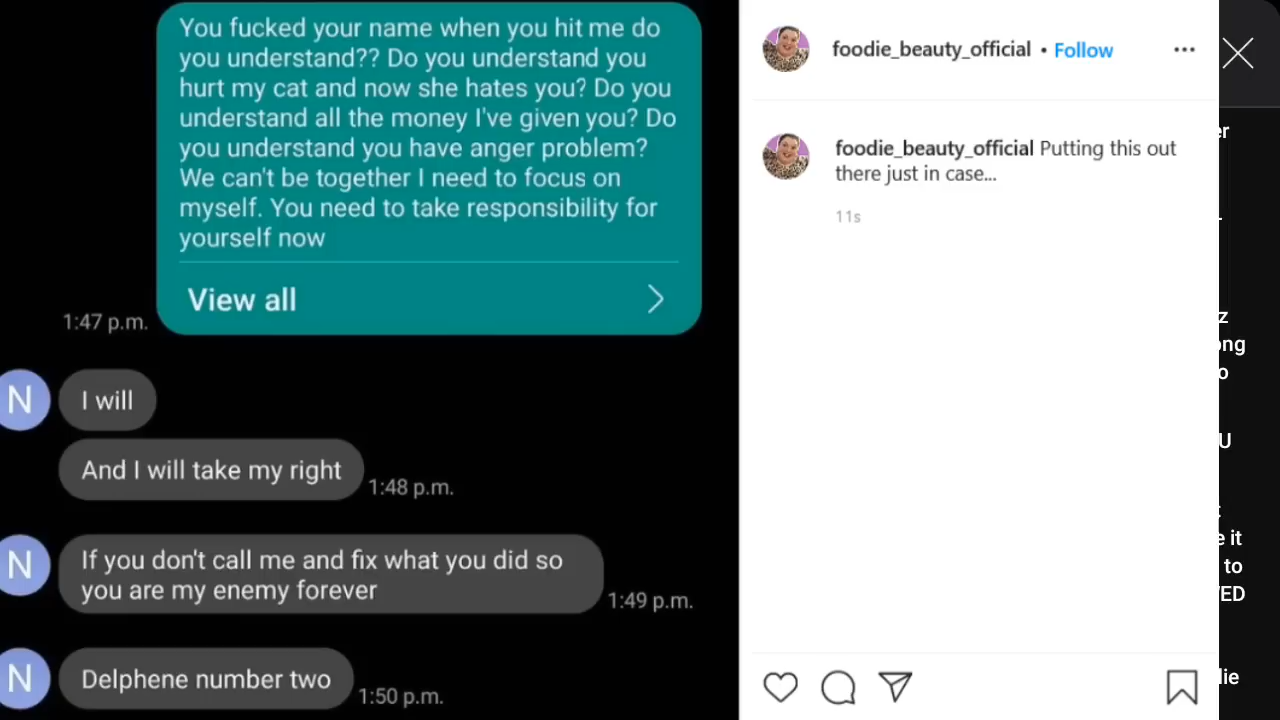 You fucked your name when you hit me do
you understand?? Do you understand you
hurt my cat and now she hates you? Do you
understand all the money I've given you? Do
you understand you have anger problem?
We can't be together I need to focus on
myself. You need to take responsibility for
yourself now
View all
1:47 p.m.
N
I will
And I will take my right
1:48 p.m.
N
If you don't call me and fix what you did so
you are my enemy forever
1:49 p.m.
N
Delphene number two
1:50 p.m.
foodie_beauty_official • Follow
foodie_beauty_official Putting this out
there just in case...
11s